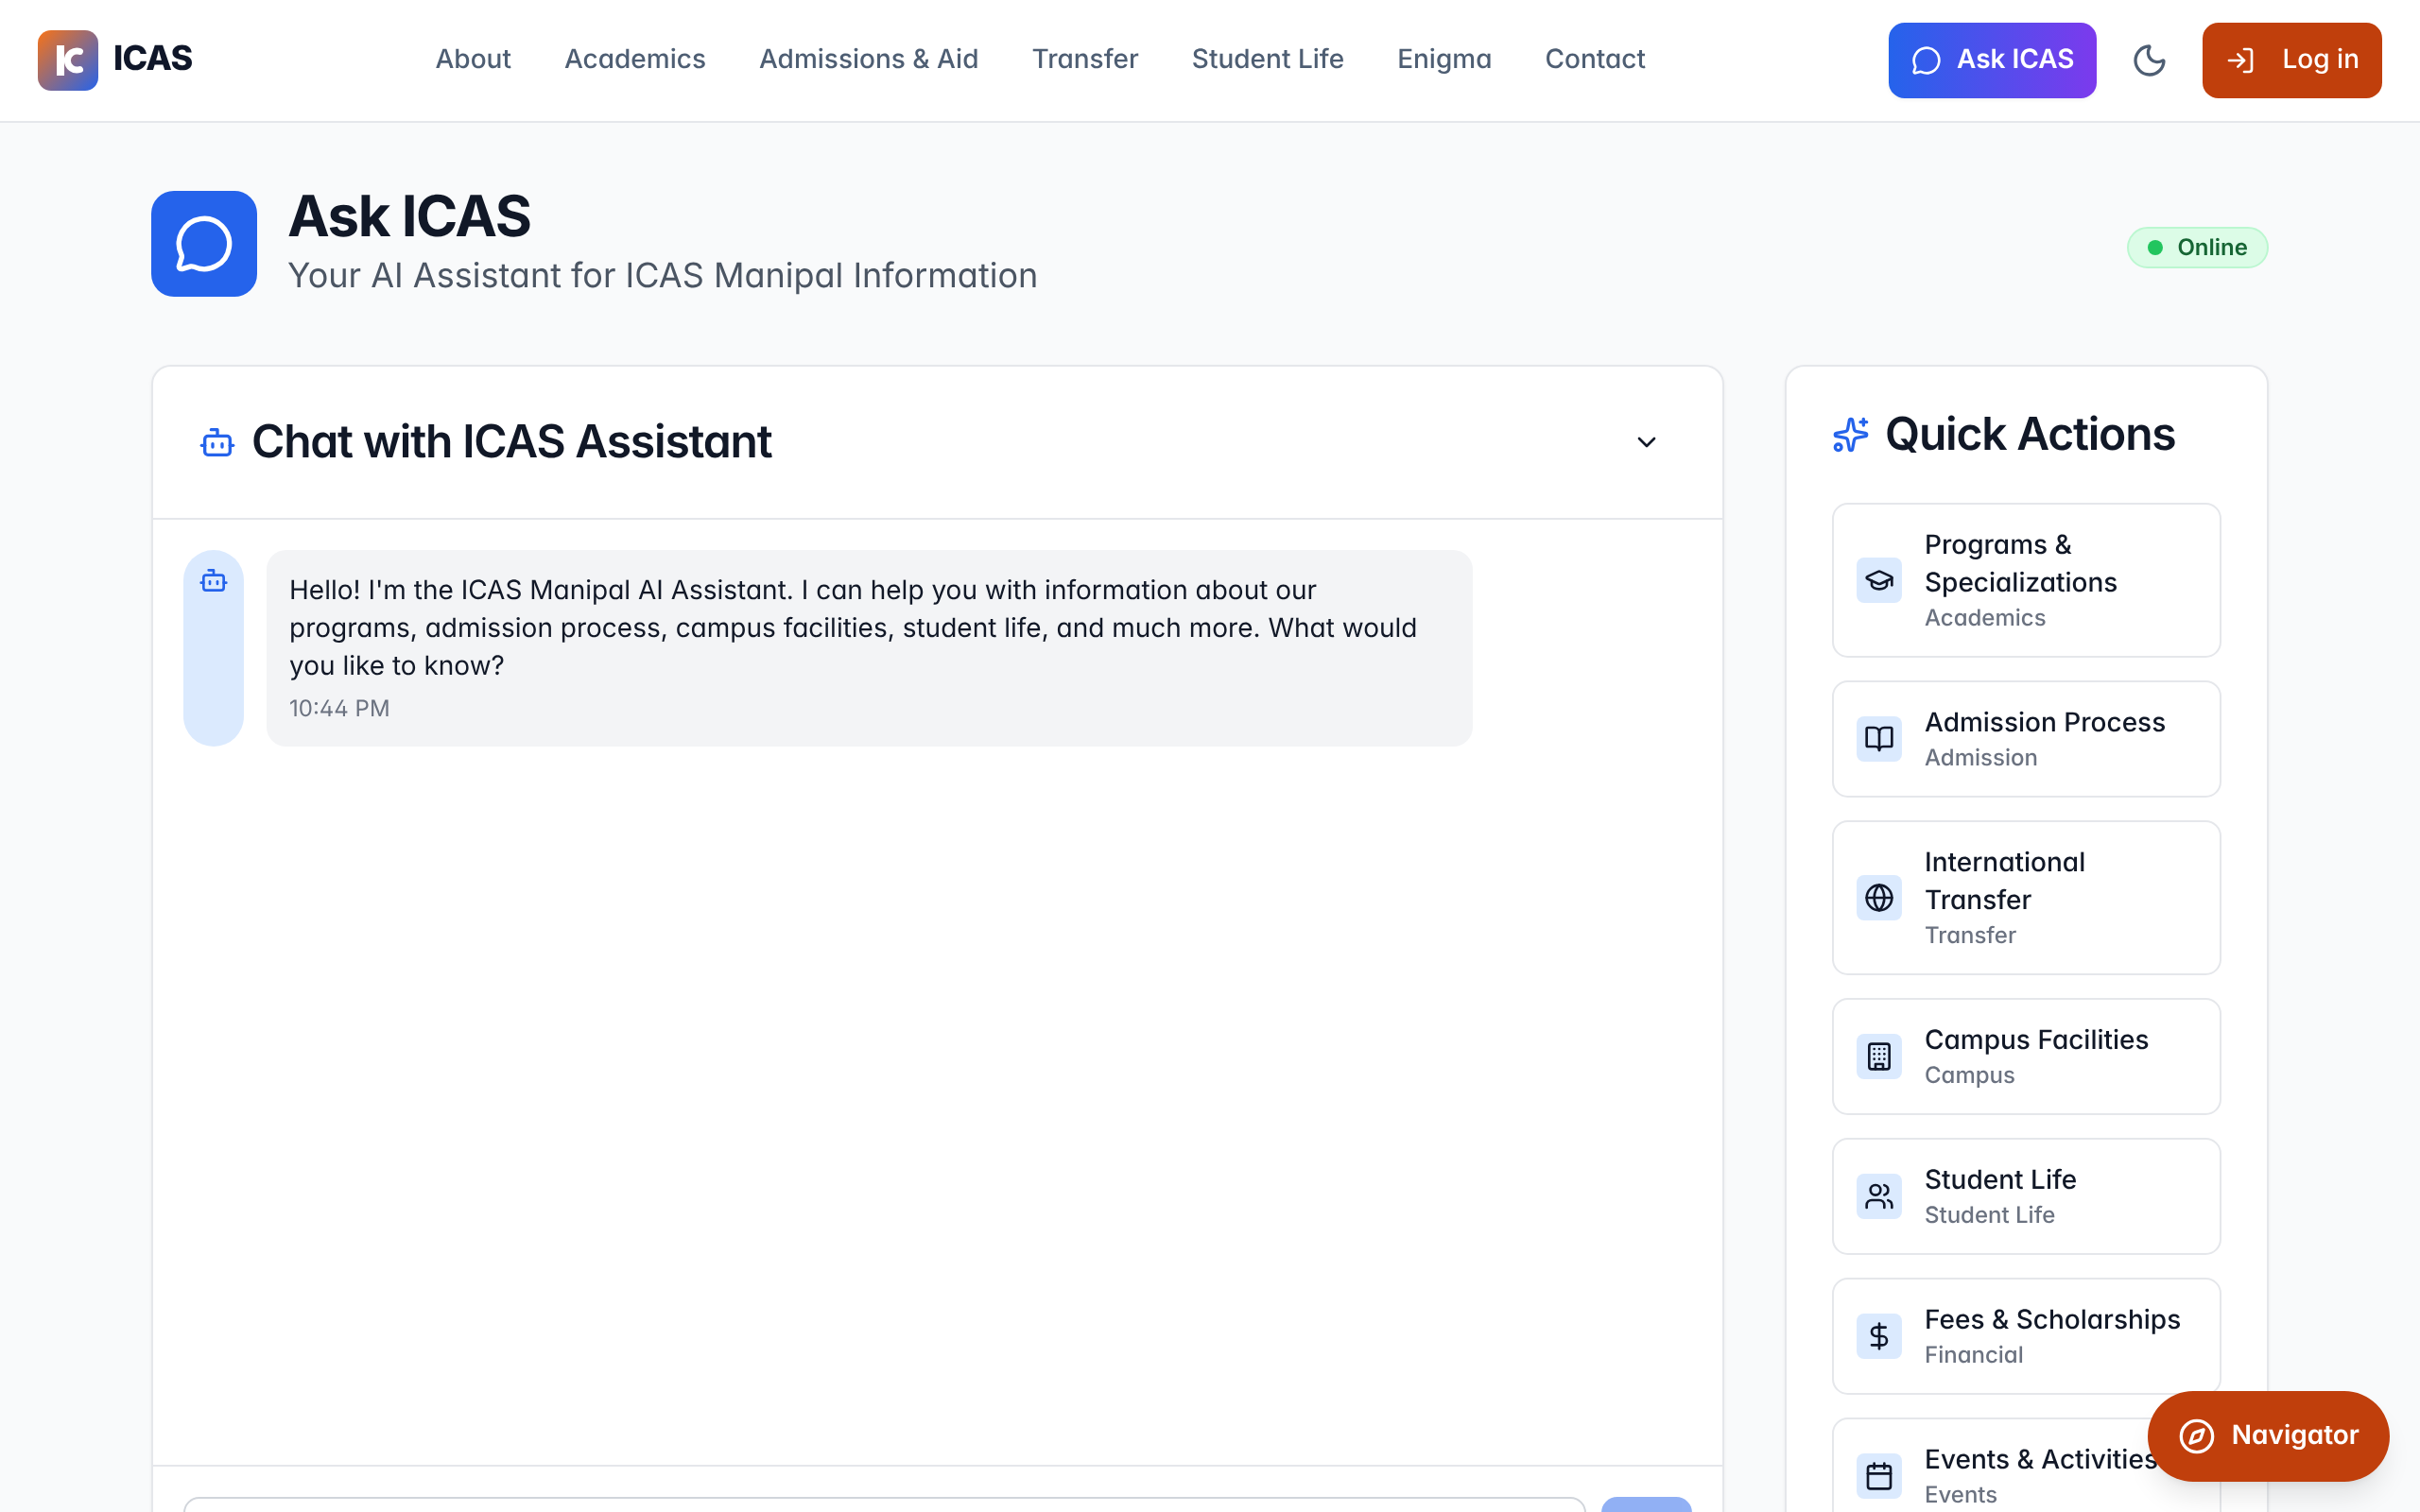 ICAS
About
Academics
Admissions & Aid
Transfer
Student Life
Enigma
Contact
Ask ICAS
Log in
Ask ICAS
Your AI Assistant for ICAS Manipal Information
Online
Chat with ICAS Assistant
Hello! I'm the ICAS Manipal AI Assistant. I can help you with information about our
programs, admission process, campus facilities, student life, and much more. What would
you like to know?
10:44 PM
Quick Actions
Programs &
Specializations
Academics
Admission Process
Admission
International
Transfer
Transfer
Campus Facilities
Campus
Student Life
Student Life
Fees & Scholarships
Financial
Events & Activities
Events
Navigator